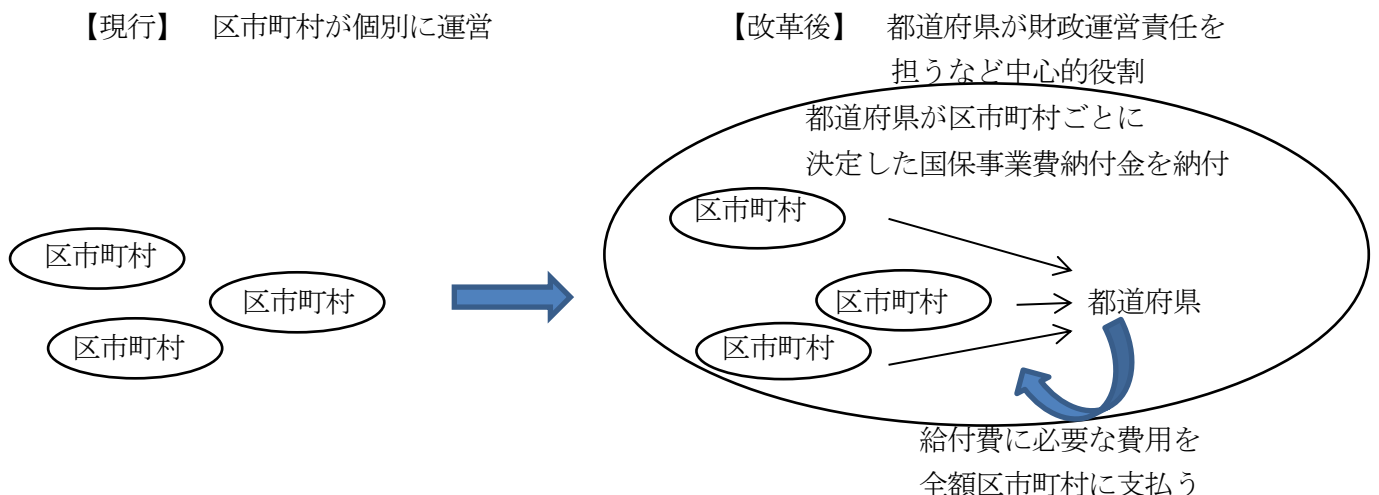 【現行】 区市町村が個別に運営
区市町村
区市町村
区市町村
【改革後】 都道府県が財政運営責任を
担うなど中心的役割
都道府県が区市町村ごとに
決定した国保事業費納付金を納付
区市町村
区市町村
区市町村
都道府県
給付費に必要な費用を
全額区市町村に支払う